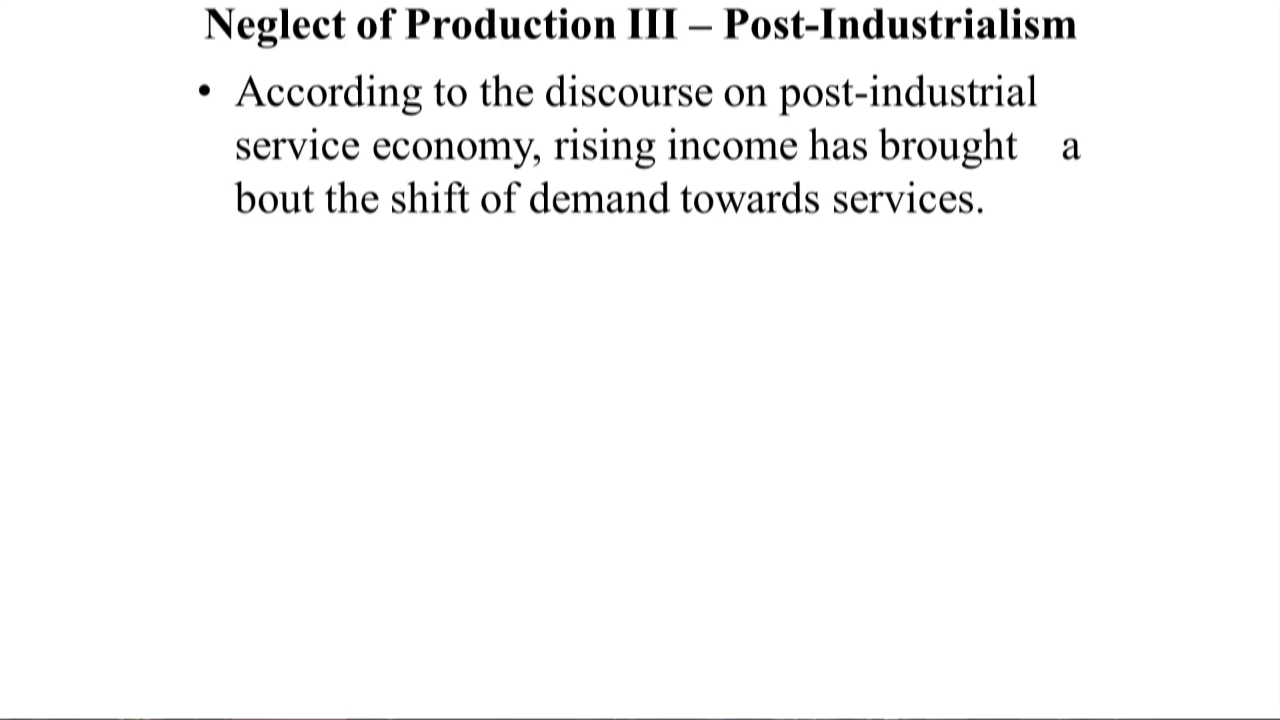 Neglect of Production III – Post-Industrialism
• According to the discourse on post-industrial
service economy, rising income has brought a
bout the shift of demand towards services.